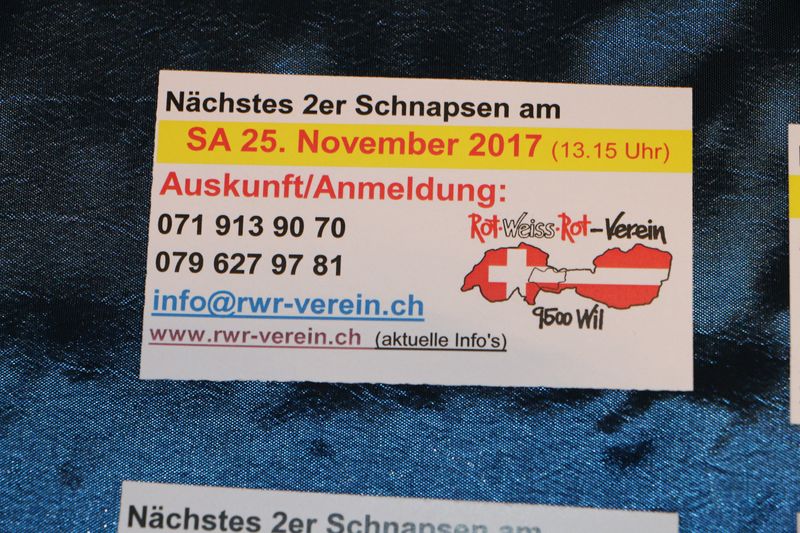 Nächstes 2er Schnapsen am
SA 25. November 2017 (13.15 Uhr)
Auskunft/Anmeldung:
071 913 90 70
079 627 97 81
info@rwr-verein.ch
www.rwr-verein.ch (aktuelle Info's)
Rot-Weiss-Rot-Verein
9500 Wil
Nächstes 2er Schnapsen am